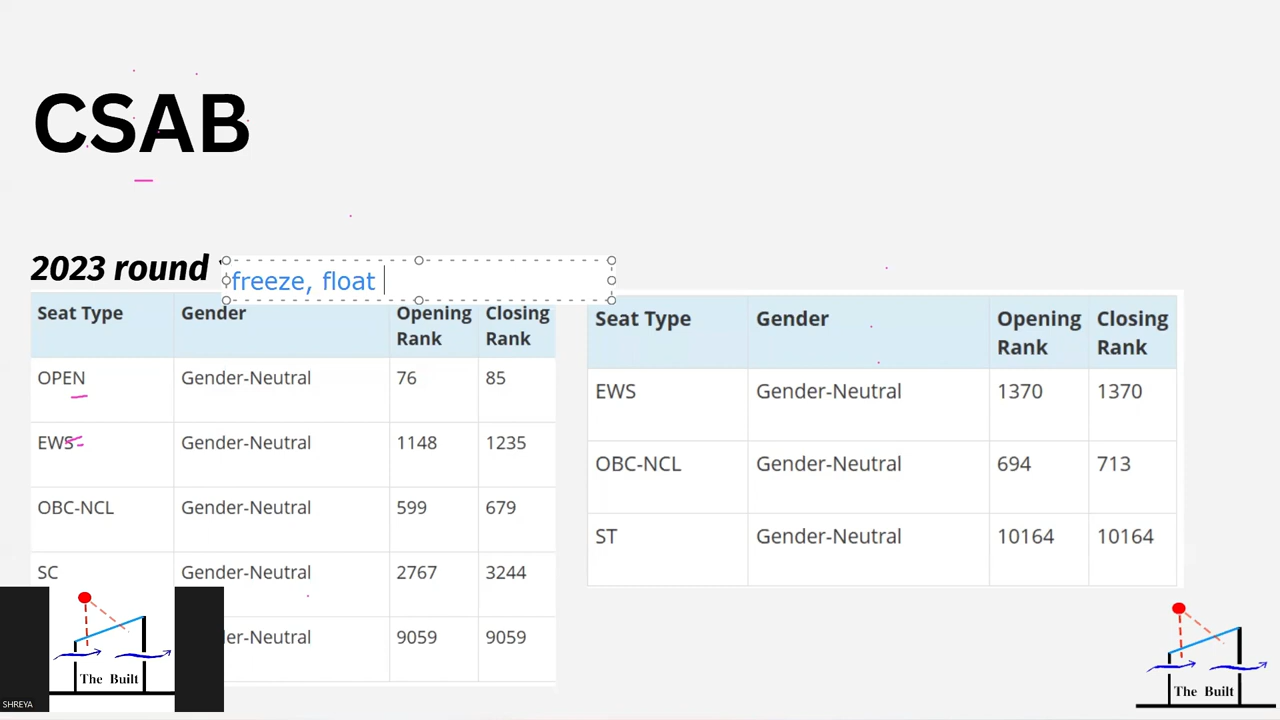 CSAB
2023 round
freeze, float
Seat Type Gender Opening Rank Closing Rank
OPEN Gender-Neutral 76 85
EWS Gender-Neutral 1148 1235
OBC-NCL Gender-Neutral 599 679
SC Gender-Neutral 2767 3244
der-Neutral 9059 9059
Seat Type Gender Opening Rank Closing Rank
EWS Gender-Neutral 1370 1370
OBC-NCL Gender-Neutral 694 713
ST Gender-Neutral 10164 10164
The Built
SHREYA
The Built